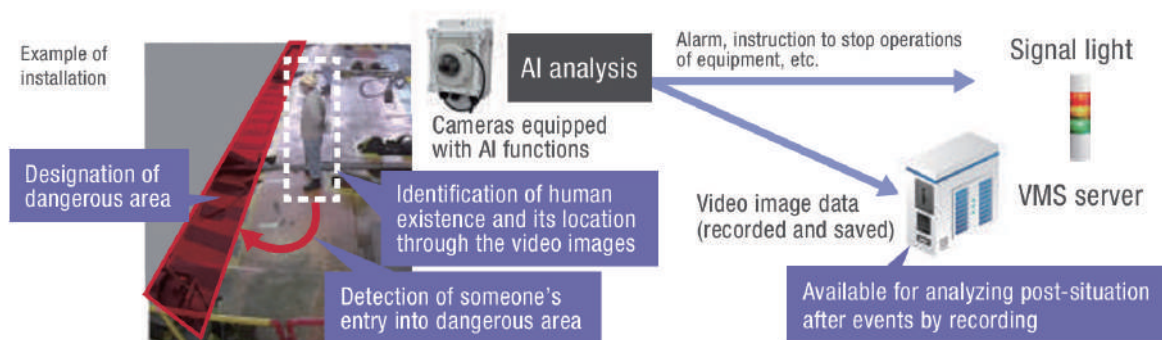 Example of
installation
Designation of
dangerous area
Identification of human
existence and its location
through the video images
Detection of someone's
entry into dangerous area
AI analysis
Cameras equipped
with AI functions
Alarm, instruction to stop operations
of equipment, etc.
Signal light
VMS server
Video image data
(recorded and saved)
Available for analyzing post-situation
after events by recording